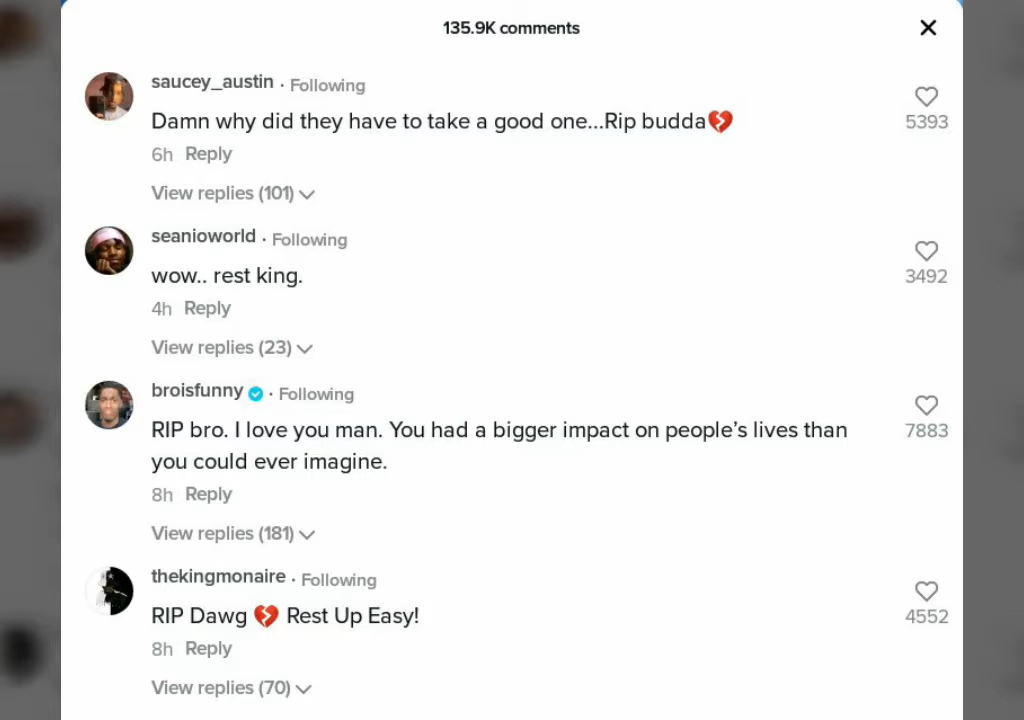 135.9K comments
saucey_austin · Following
Damn why did they have to take a good one...Rip budda💔
5393
6h Reply
View replies (101)
seanioworld · Following
wow.. rest king.
3492
4h Reply
View replies (23)
broisfunny · Following
RIP bro. I love you man. You had a bigger impact on people’s lives than
you could ever imagine.
7883
8h Reply
View replies (181)
thekingmonaire · Following
RIP Dawg 💔 Rest Up Easy!
4552
8h Reply
View replies (70)